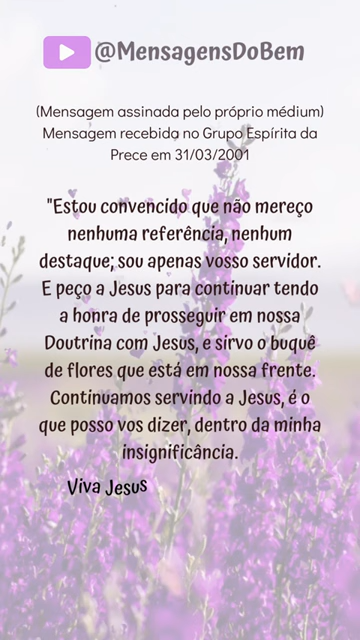 @MensagensDoBem
(Mensagem assinada pelo próprio médium)
Mensagem recebida no Grupo Espírita da
Prece em 31/03/2001
"Estou convencido que não mereço
nenhuma referência, nenhum
destaque; sou apenas vosso servidor.
E peço a Jesus para continuar tendo
a honra de prosseguir em nossa
Doutrina com Jesus, e sirvo o buquê
de flores que está em nossa frente.
Continuamos servindo a Jesus, é o
que posso vos dizer, dentro da minha
insignificância.
Viva Jesus